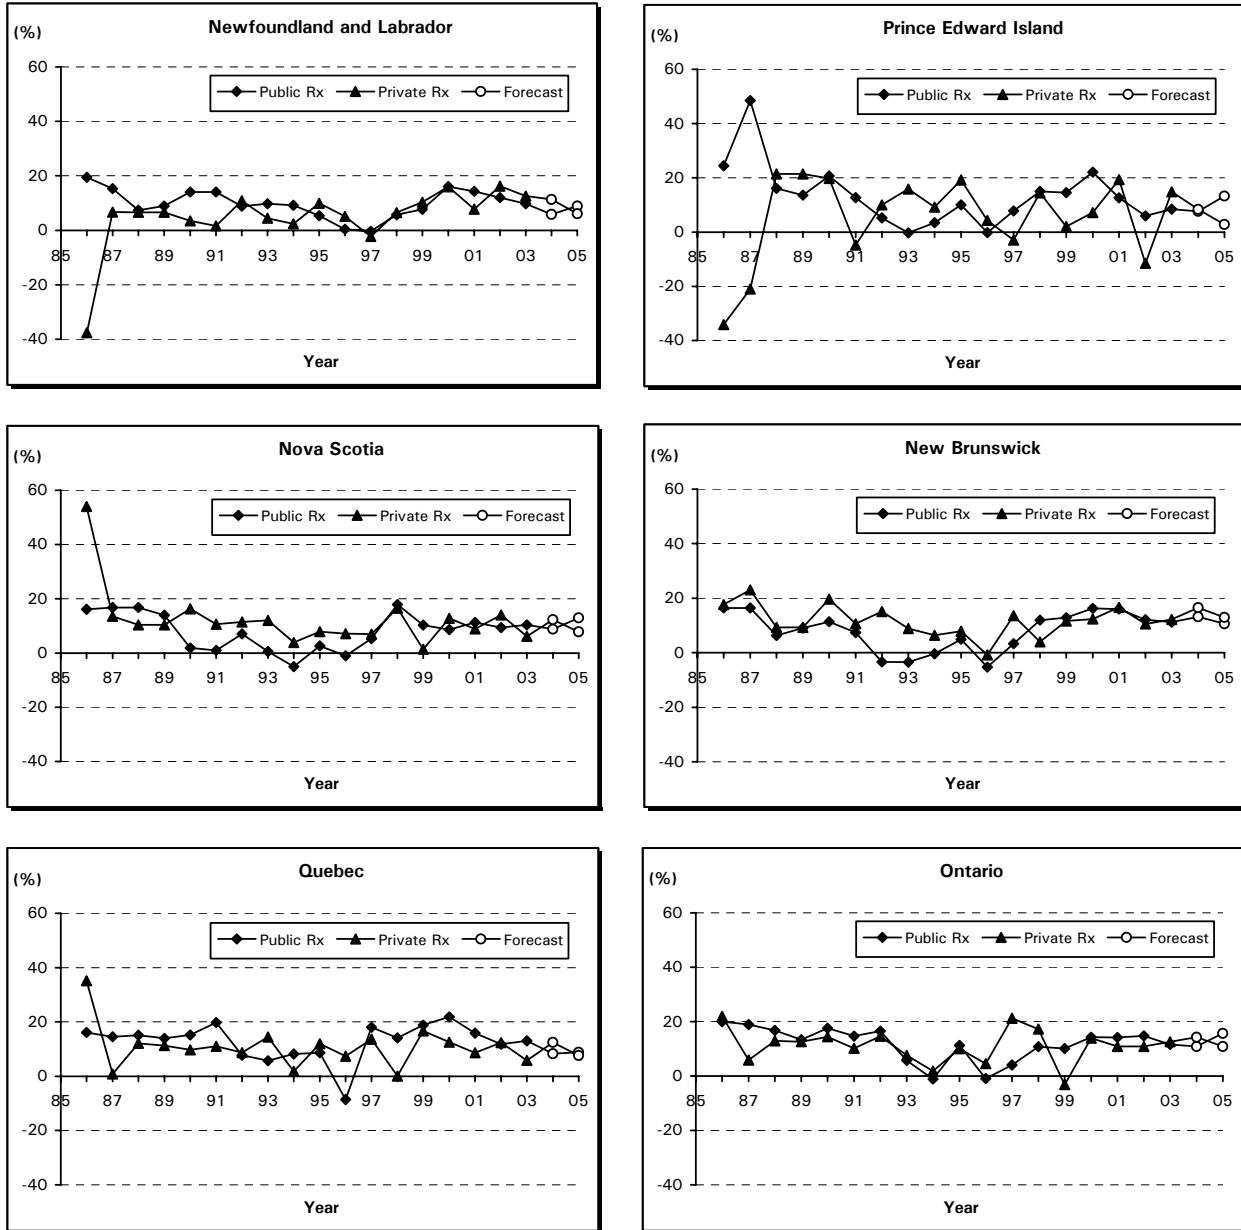 Newfoundland and Labrador
(%)
60
Public Rx Private Rx Forecast
40
20
0
85 87 89 91 93 95 97 99 01 03 05
-20
-40
Year
Prince Edward Island
(%)
60
Public Rx Private Rx Forecast
40
20
0
85 87 89 91 93 95 97 99 01 03 05
-20
-40
Year
Nova Scotia
(%)
60
Public Rx Private Rx Forecast
40
20
0
85 87 89 91 93 95 97 99 01 03 05
-20
-40
Year
New Brunswick
(%)
60
Public Rx Private Rx Forecast
40
20
0
85 87 89 91 93 95 97 99 01 03 05
-20
-40
Year
Quebec
(%)
60
Public Rx Private Rx Forecast
40
20
0
85 87 89 91 93 95 97 99 01 03 05
-20
-40
Year
Ontario
(%)
60
Public Rx Private Rx Forecast
40
20
0
85 87 89 91 93 95 97 99 01 03 05
-20
-40
Year